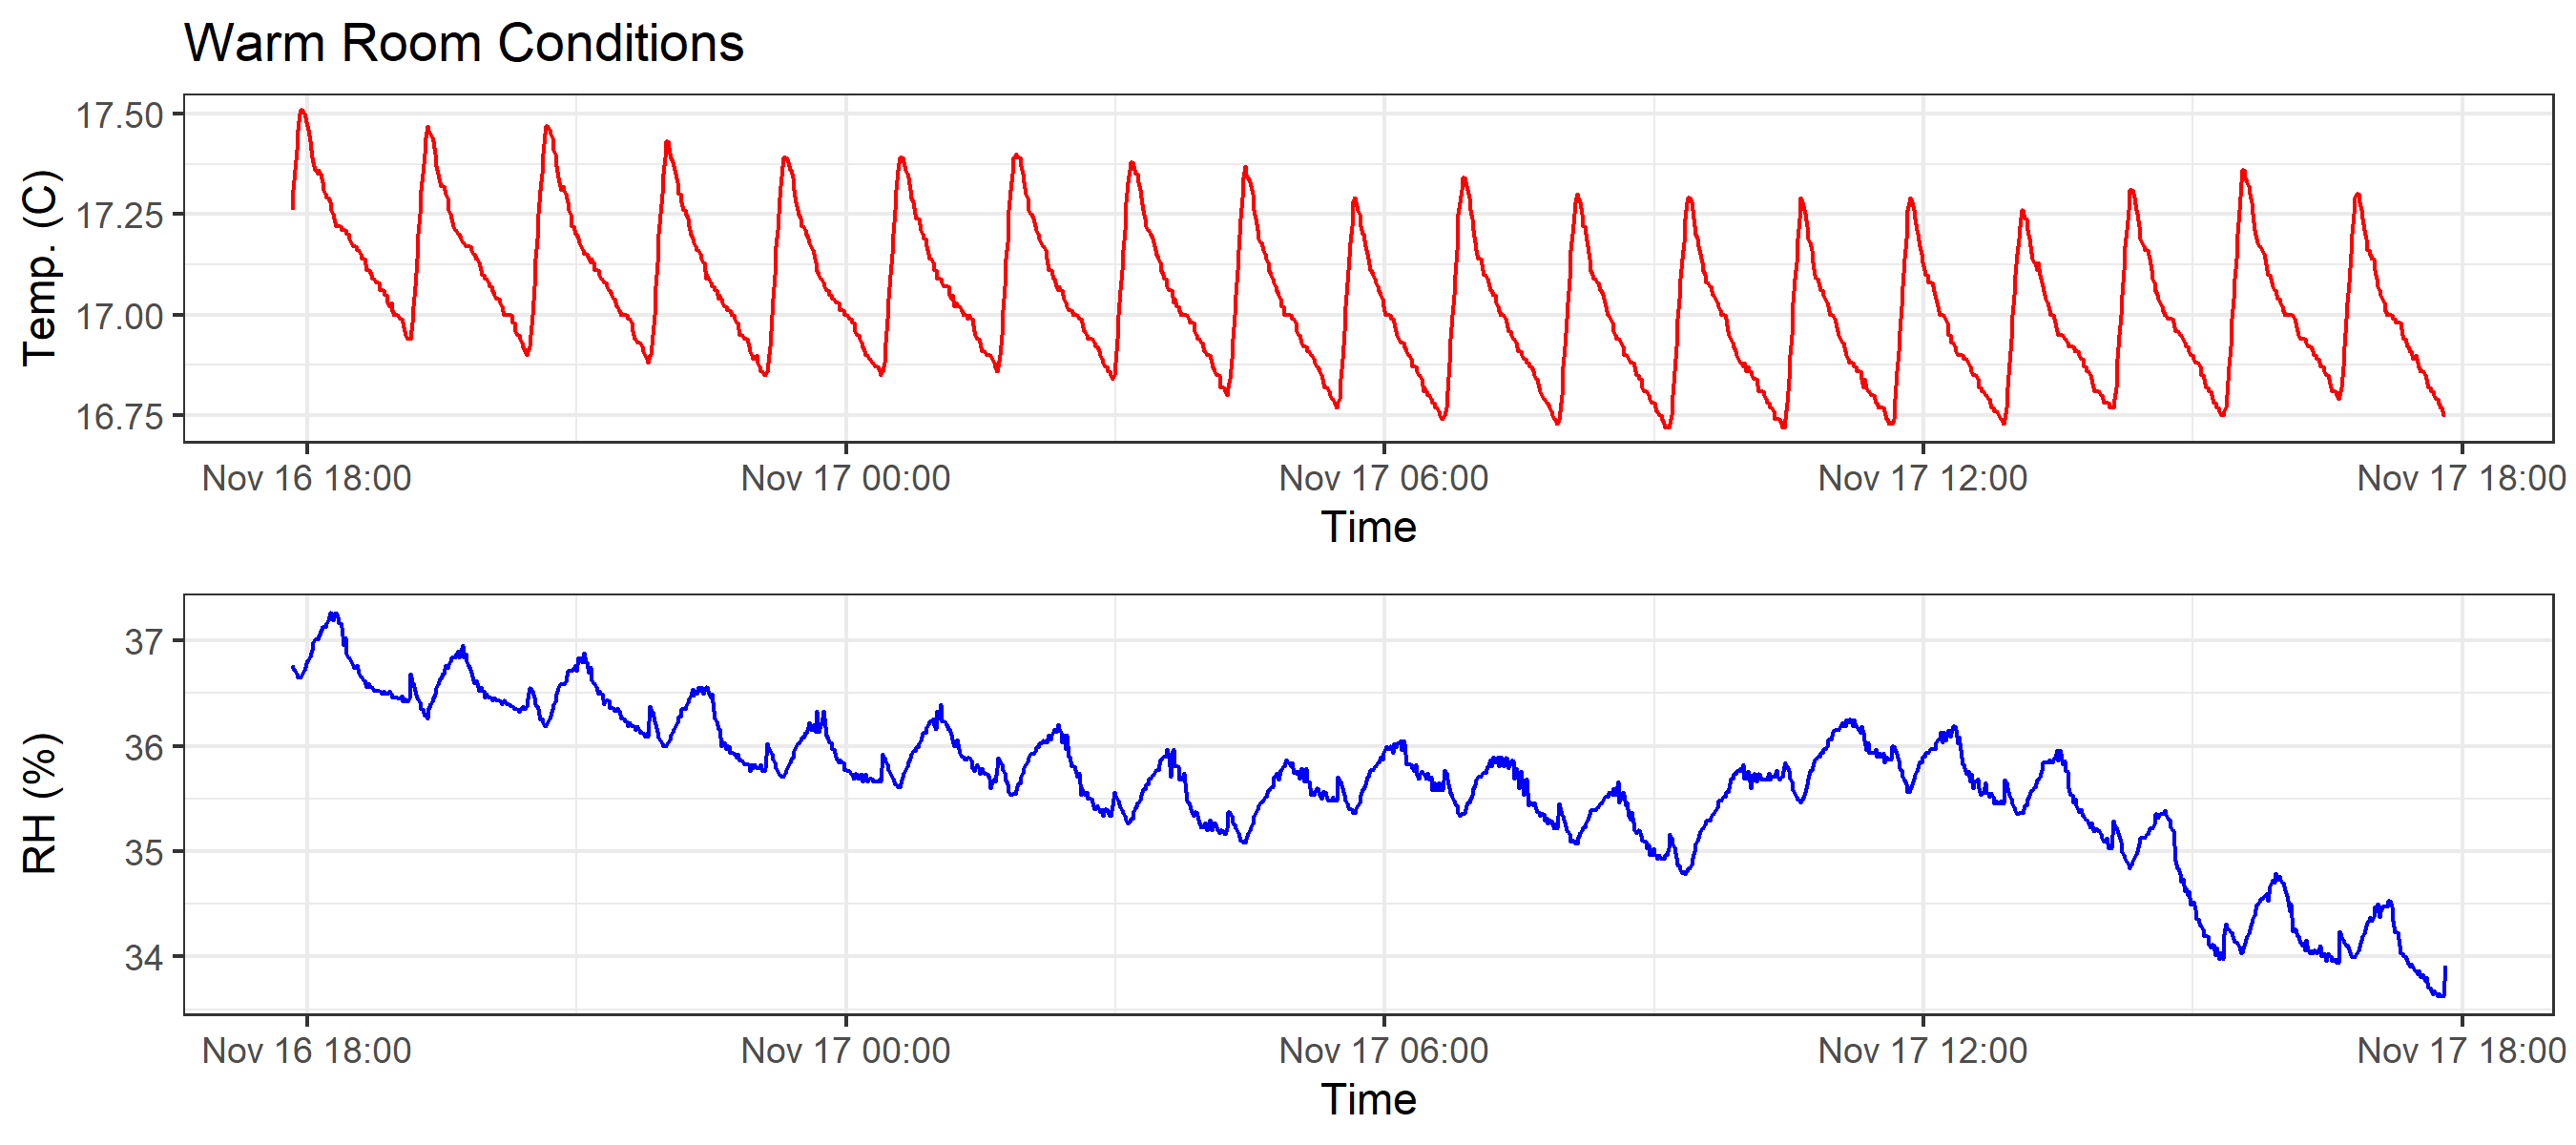 Warm Room Conditions
Temp. (C)
17.50
17.25
17.00
16.75
Nov 16 18:00 Nov 17 00:00 Nov 17 06:00 Nov 17 12:00 Nov 17 18:00
Time
RH (%)
37
36
35
34
Nov 16 18:00 Nov 17 00:00 Nov 17 06:00 Nov 17 12:00 Nov 17 18:00
Time